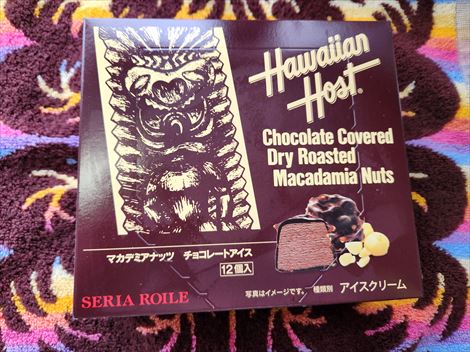 Hawaiian
Host®
Chocolate Covered
Dry Roasted
Macadamia Nuts
マカデミアナッツ チョコレートアイス
12個入
SERIA ROILE
写真はイメージです。 種類別 アイスクリーム